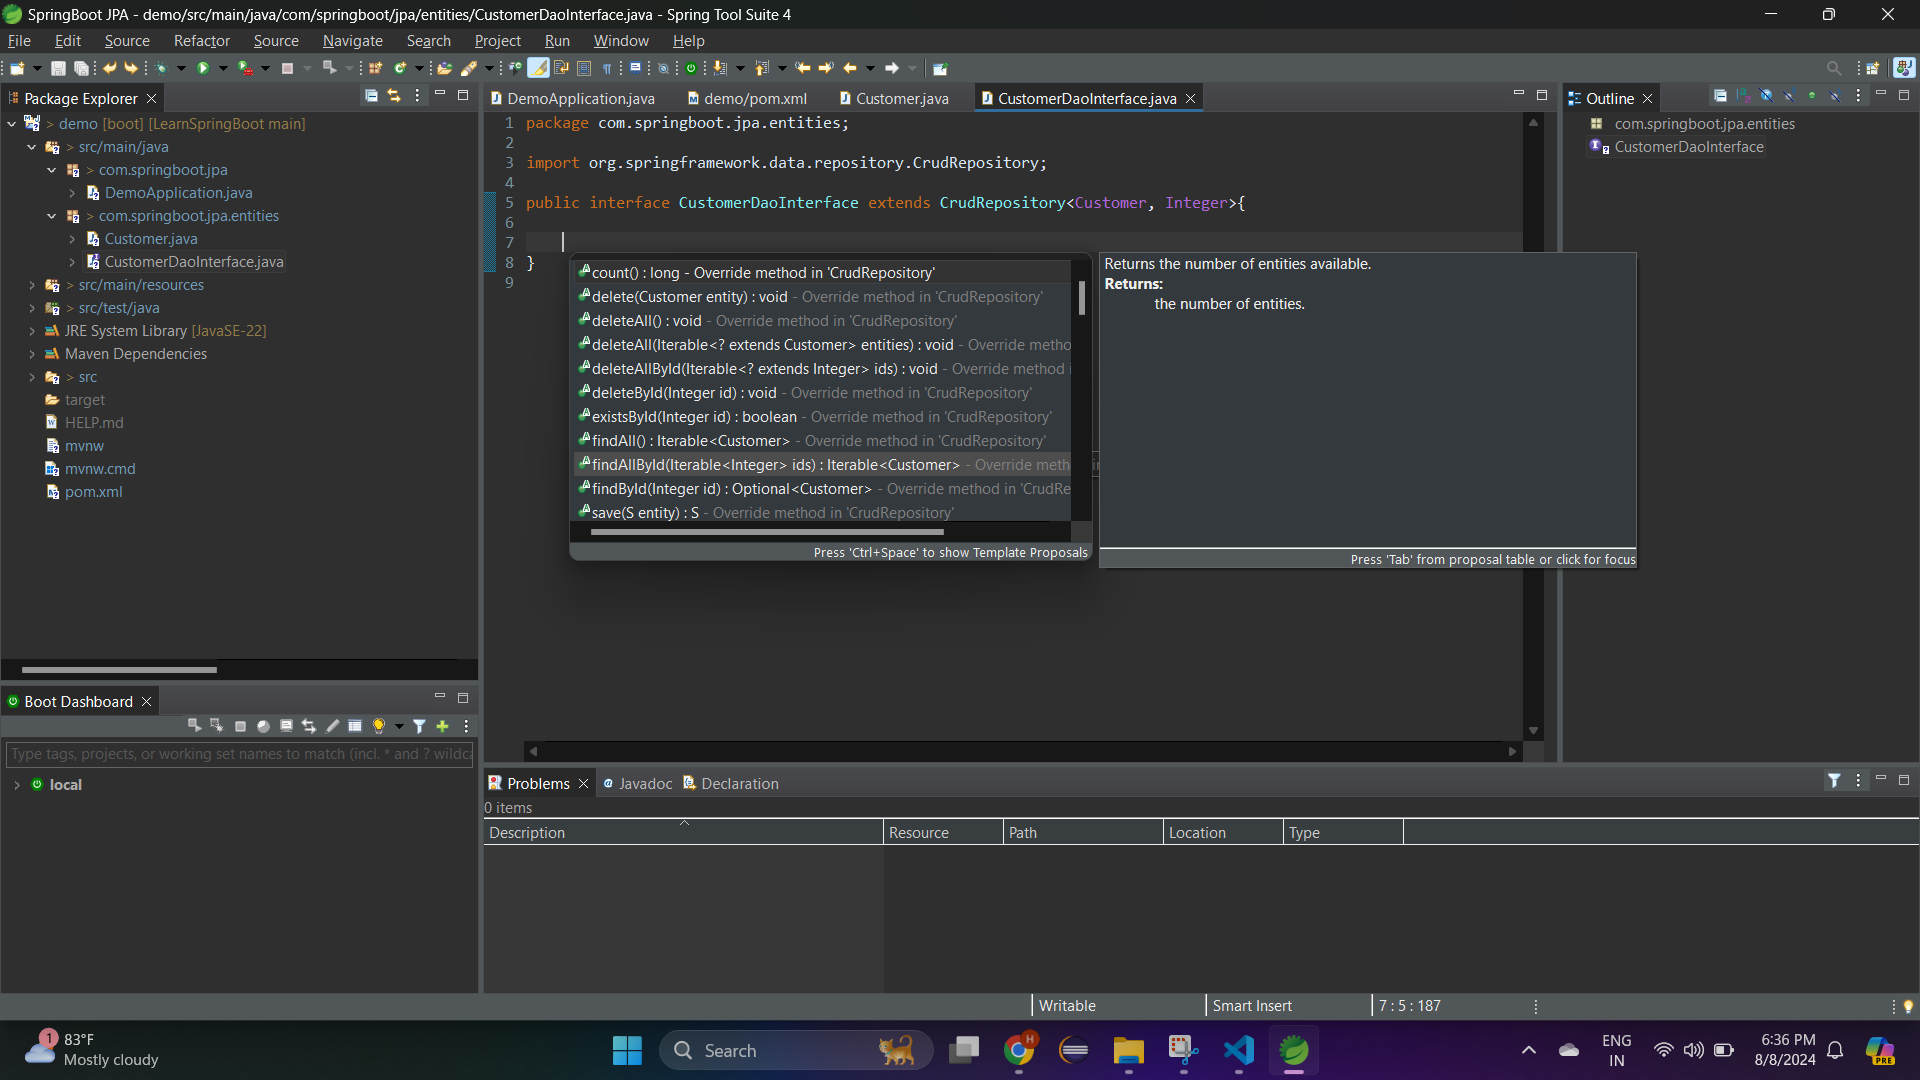 SpringBoot JPA - demo/src/main/java/com/springboot/jpa/entities/CustomerDaoInterface.java - Spring Tool Suite 4
File Edit Source Refactor Source Navigate Search Project Run Window Help
Package Explorer
demo [boot] [LearnSpringBoot main]
> src/main/java
> com.springboot.jpa
DemoApplication.java
> com.springboot.jpa.entities
Customer.java
CustomerDaoInterface.java
> src/main/resources
> src/test/java
JRE System Library [JavaSE-22]
Maven Dependencies
> src
target
HELP.md
mvnw
mvnw.cmd
pom.xml
Boot Dashboard
Type tags, projects, or working set names to match (incl. * and ? wildca
local
DemoApplication.java demo/pom.xml Customer.java CustomerDaoInterface.java
1 package com.springboot.jpa.entities;
2
3 import org.springframework.data.repository.CrudRepository;
4
5 public interface CustomerDaoInterface extends CrudRepository<Customer, Integer>{
6
7
8 }
9
count() : long - Override method in 'CrudRepository'
delete(Customer entity) : void - Override method in 'CrudRepository'
deleteAll() : void - Override method in 'CrudRepository'
deleteAll(Iterable<? extends Customer> entities) : void - Override metho
deleteAllById(Iterable<? extends Integer> ids) : void - Override method i
deleteById(Integer id) : void - Override method in 'CrudRepository'
existsById(Integer id) : boolean - Override method in 'CrudRepository'
findAll() : Iterable<Customer> - Override method in 'CrudRepository'
findAllById(Iterable<Integer> ids) : Iterable<Customer> - Override meth
findById(Integer id) : Optional<Customer> - Override method in 'CrudRe
save(S entity) : S - Override method in 'CrudRepository'
Press 'Ctrl+Space' to show Template Proposals
Returns the number of entities available.
Returns:
the number of entities.
Press 'Tab' from proposal table or click for focus
Outline
com.springboot.jpa.entities
CustomerDaoInterface
Problems Javadoc Declaration
0 items
Description Resource Path Location Type
Writable Smart Insert 7 : 5 : 187
1 83°F
Mostly cloudy
Search
H
PRE
ENG
IN
6:36 PM
8/8/2024